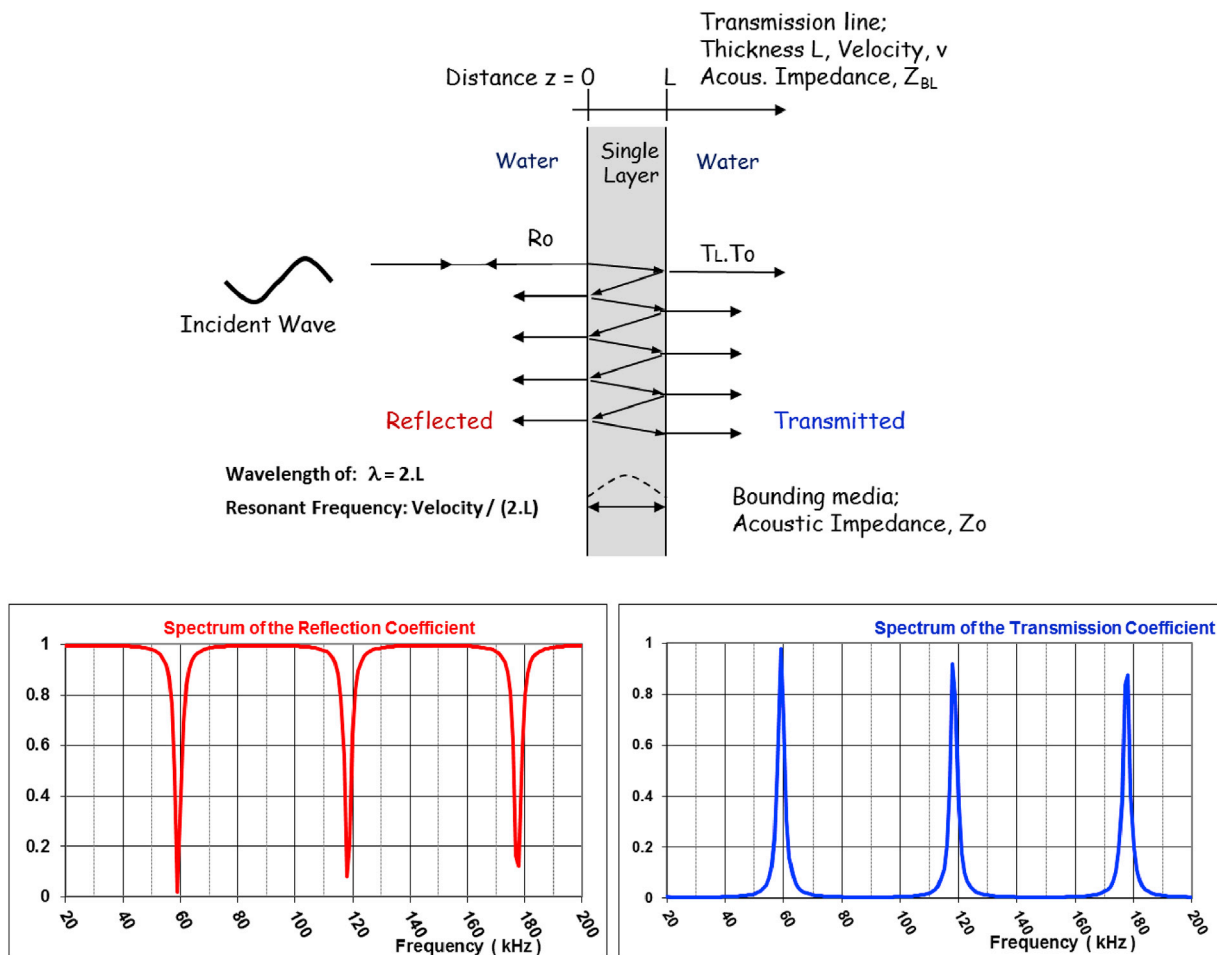 Transmission line;
Thickness L, Velocity, v
Acous. Impedance, Z_BL
Distance z = 0
L
Water
Single
Layer
Water
Ro
T_L.To
Incident Wave
Reflected
Transmitted
Wavelength of: λ = 2.L
Resonant Frequency: Velocity / (2.L)
Bounding media;
Acoustic Impedance, Zo
Spectrum of the Reflection Coefficient
1
0.8
0.6
0.4
0.2
0
20
40
60
80
100
120
140
160
180
200
Frequency ( kHz)
Spectrum of the Transmission Coefficient
1
0.8
0.6
0.4
0.2
0
20
40
60
80
100
120
140
160
180
200
Frequency ( kHz)